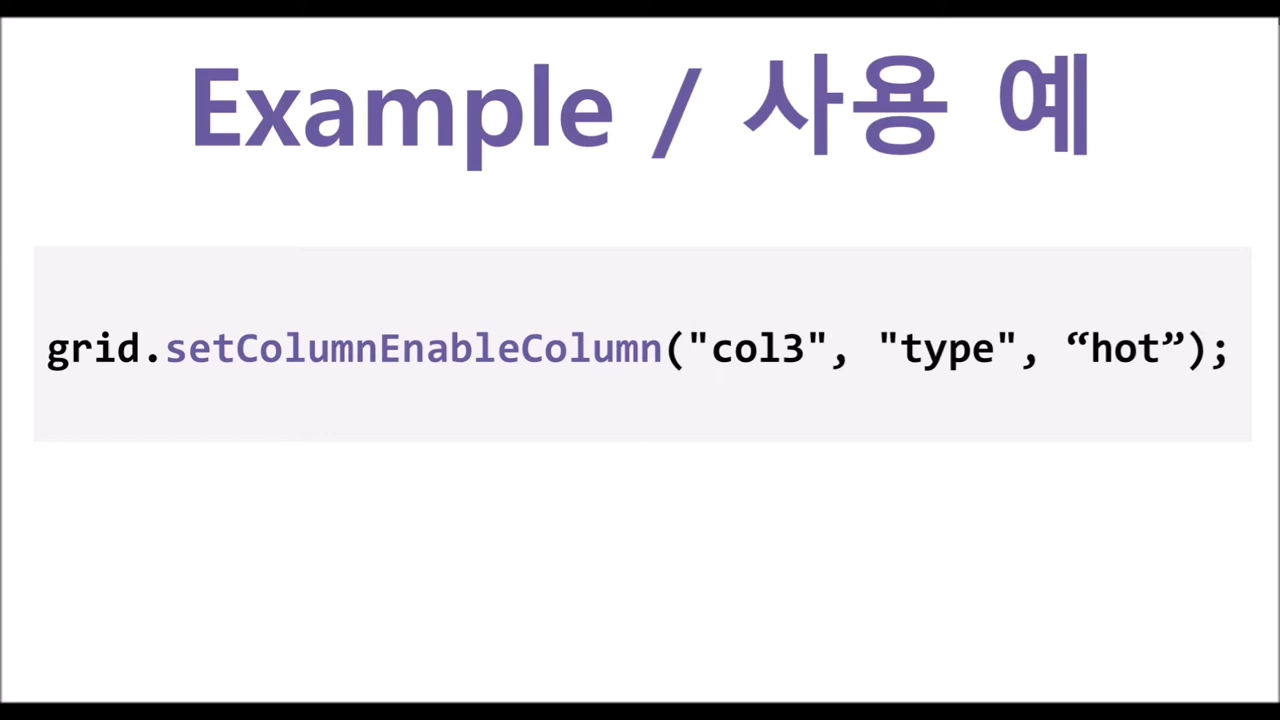 Example / 사용 예
grid.setColumnEnableColumn("col3", "type", “hot”);